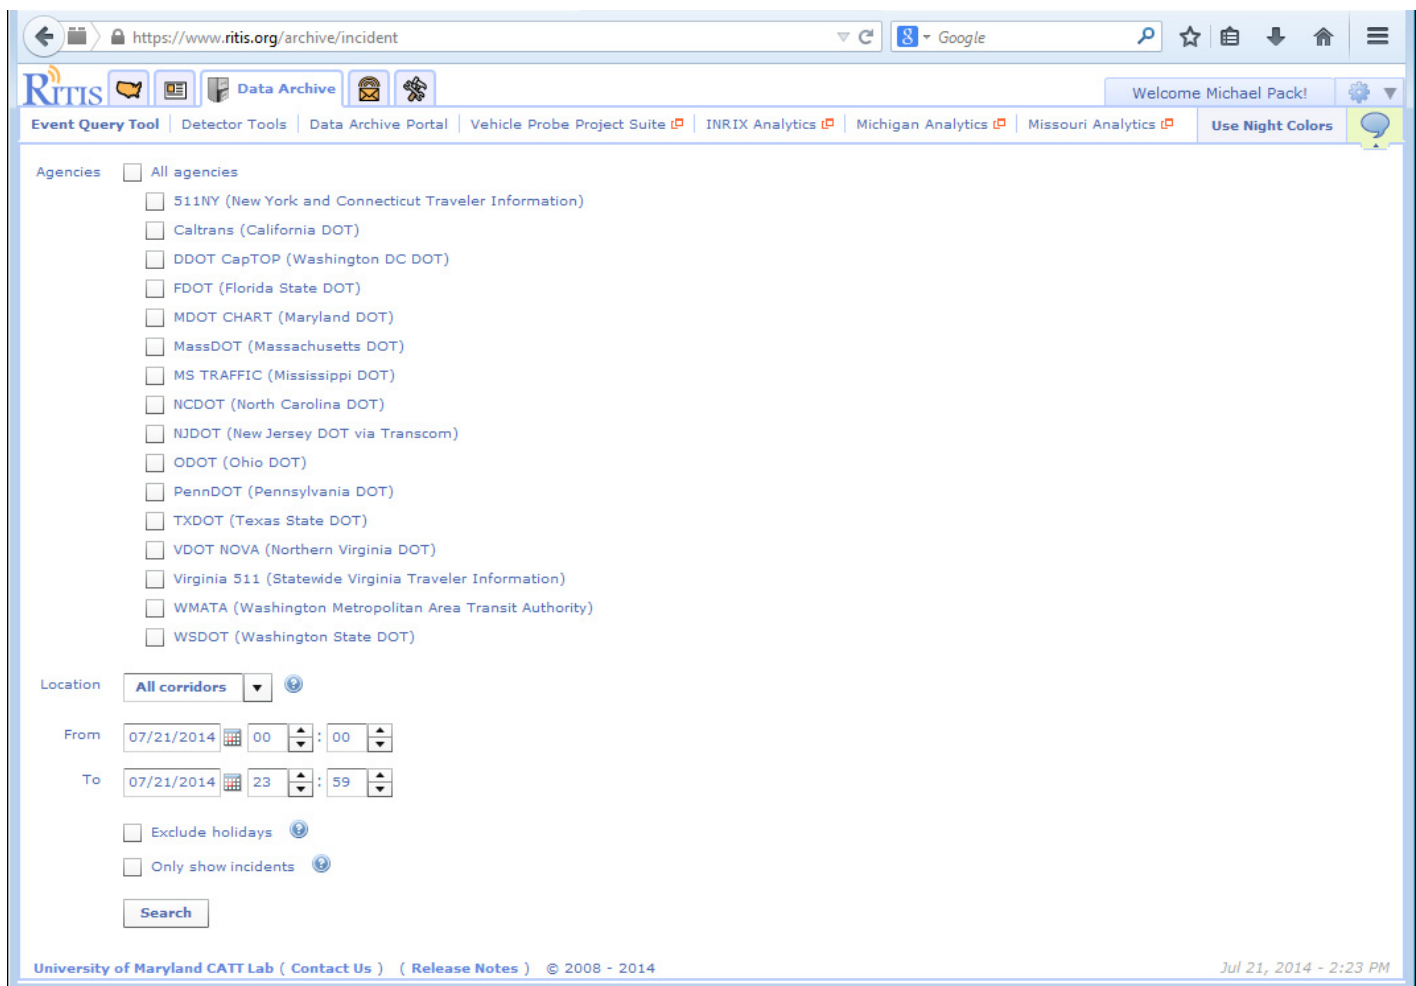 https://www.ritis.org/archive/incident
8 Google
RITIS Data Archive Welcome Michael Pack!
Event Query Tool Detector Tools Data Archive Portal Vehicle Probe Project Suite INRIX Analytics Michigan Analytics Missouri Analytics Use Night Colors
Agencies All agencies
511NY (New York and Connecticut Traveler Information)
Caltrans (California DOT)
DDOT CapTOP (Washington DC DOT)
FDOT (Florida State DOT)
MDOT CHART (Maryland DOT)
MassDOT (Massachusetts DOT)
MS TRAFFIC (Mississippi DOT)
NCDOT (North Carolina DOT)
NJDOT (New Jersey DOT via Transcom)
ODOT (Ohio DOT)
PennDOT (Pennsylvania DOT)
TXDOT (Texas State DOT)
VDOT NOVA (Northern Virginia DOT)
Virginia 511 (Statewide Virginia Traveler Information)
WMATA (Washington Metropolitan Area Transit Authority)
WSDOT (Washington State DOT)
Location All corridors ?
From 07/21/2014 00 : 00
To 07/21/2014 23 : 59
Exclude holidays ?
Only show incidents ?
Search
University of Maryland CATT Lab ( Contact Us ) ( Release Notes ) © 2008 - 2014 Jul 21, 2014 - 2:23 PM